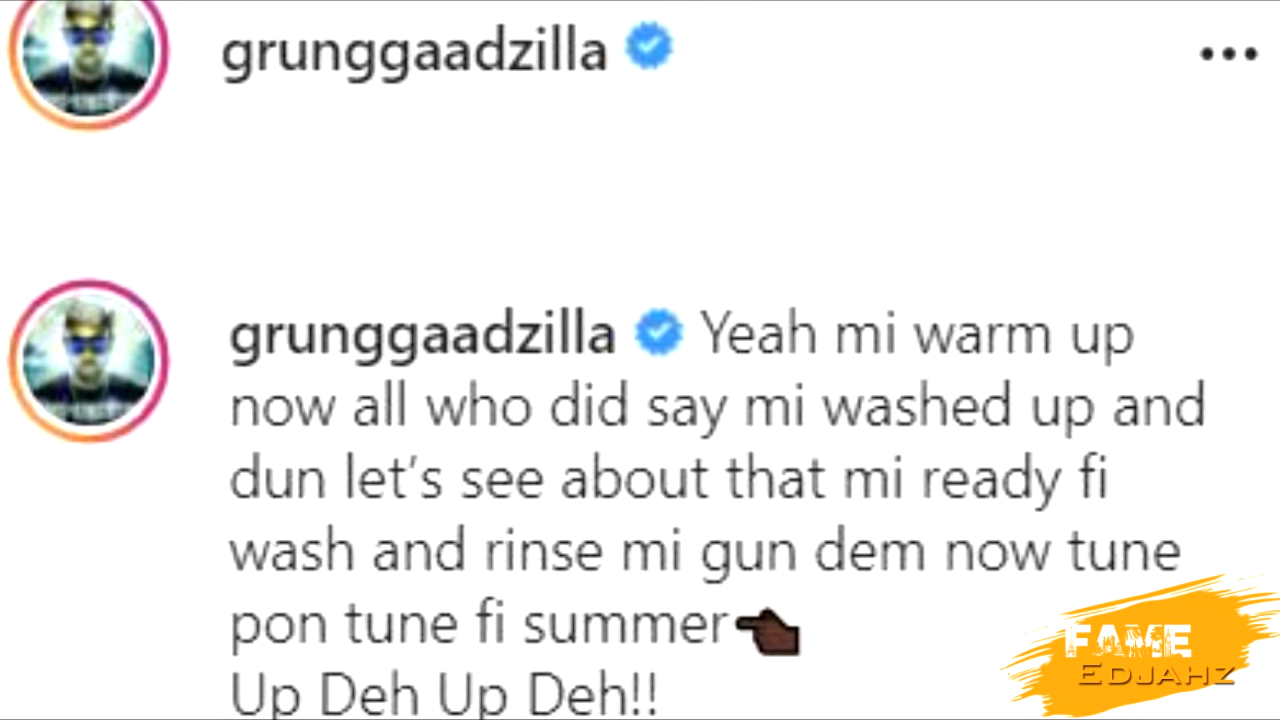 grunggaadzilla
grunggaadzilla Yeah mi warm up
now all who did say mi washed up and
dun let's see about that mi ready fi
wash and rinse mi gun dem now tune
pon tune fi summer
Up Deh Up Deh!!
FAME
EDJAHZ